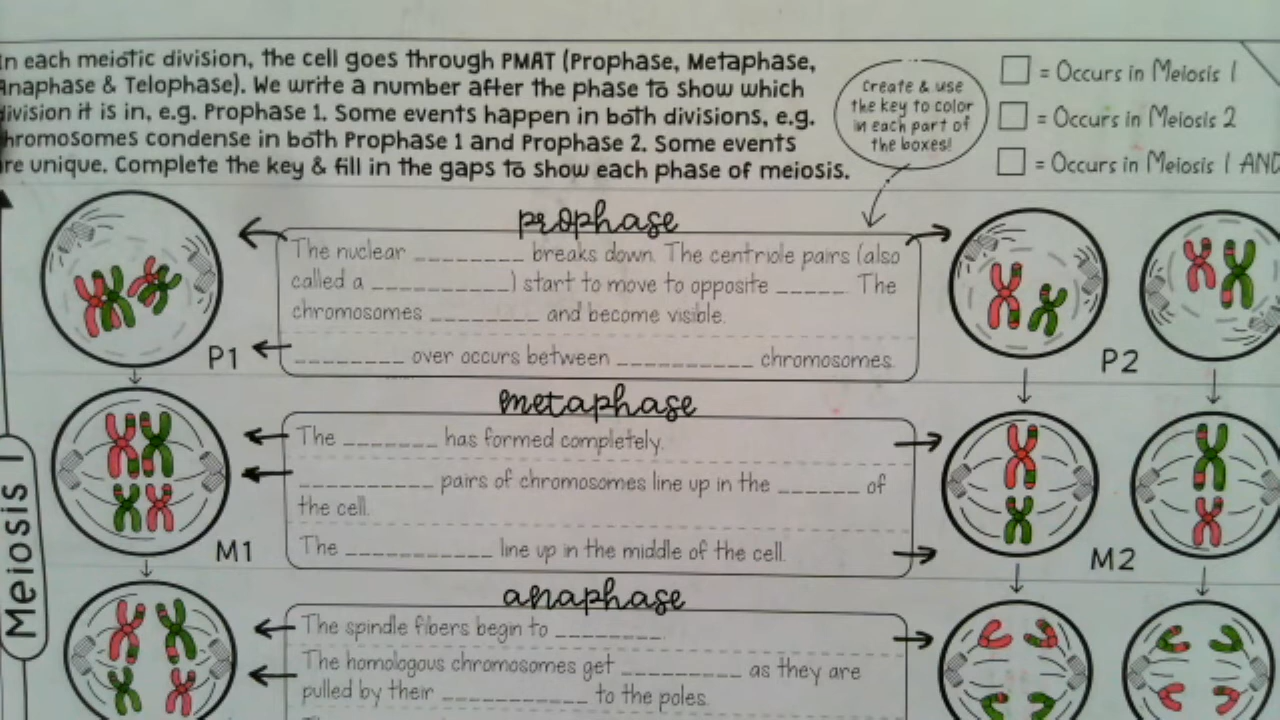 In each meiotic division, the cell goes through PMAT (Prophase, Metaphase,
Anaphase & Telophase). We write a number after the phase to show which
division it is in, e.g. Prophase 1. Some events happen in both divisions, e.g.
chromosomes condense in both Prophase 1 and Prophase 2. Some events
are unique. Complete the key & fill in the gaps to show each phase of meiosis.
Create & use
the key to color
in each part of
the boxes!
= Occurs in Meiosis 1
= Occurs in Meiosis 2
= Occurs in Meiosis 1 AND
prophase
The nuclear ________ breaks down. The centriole pairs (also
called a __________) start to move to opposite _____. The
chromosomes ________ and become visible.
________ over occurs between __________ chromosomes.
P1
P2
metaphase
The _______ has formed completely.
__________ pairs of chromosomes line up in the ______ of
the cell.
The ___________ line up in the middle of the cell.
M1
M2
Meiosis 1
anaphase
The spindle fibers begin to ________.
The homologous chromosomes get _________ as they are
pulled by their ___________ to the poles.